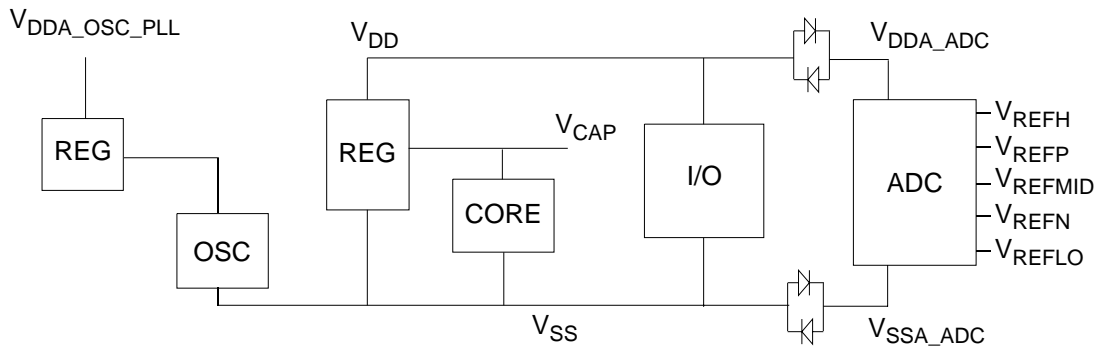 VDDA_OSC_PLL
VDD
VDDA_ADC
REG
REG
VCAP
I/O
ADC
VREFH
VREFP
VREFMID
VREFN
VREFLO
CORE
OSC
VSS
VSSA_ADC